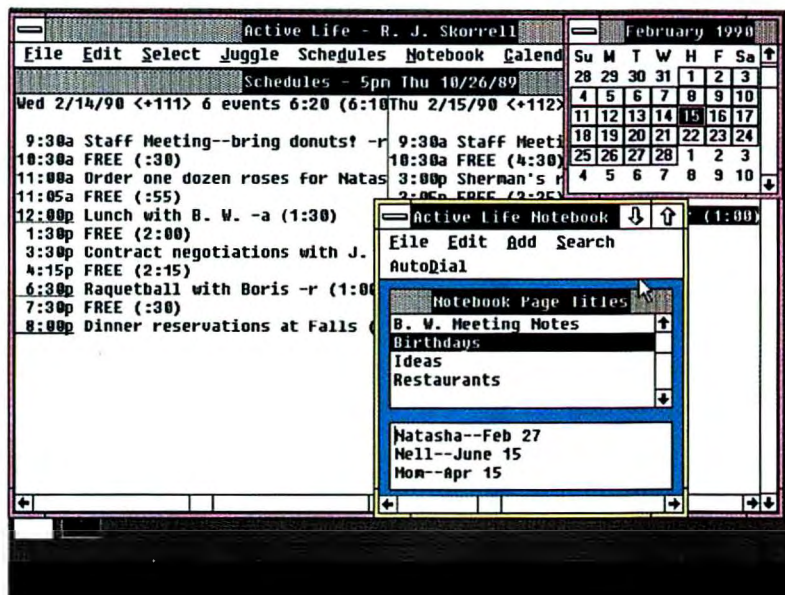 Active Life - R. J. Skorrell
File Edit Select Juggle Schedules Notebook Calend
Schedules - 5pm Thu 10/26/89
Wed 2/14/90 <+111> 6 events 6:20 (6:10
9:30a Staff Meeting--bring donuts! -r
10:30a FREE (:30)
11:00a Order one dozen roses for Natas
11:05a FREE (:55)
12:00p Lunch with B. W. -a (1:30)
1:30p FREE (2:00)
3:30p Contract negotiations with J.
4:15p FREE (2:15)
6:30p Raquetball with Boris -r (1:00
7:30p FREE (:30)
8:00p Dinner reservations at Falls (
Thu 2/15/90 <+112>
9:30a Staff Meeti
10:30a FREE (4:30)
3:00p Sherman's r
3:05p FREE (3:25)
(1:00)
February 1990
Su M T W H F Sa
28 29 30 31 1 2 3
4 5 6 7 8 9 10
11 12 13 14 15 16 17
18 19 20 21 22 23 24
25 26 27 28 1 2 3
4 5 6 7 8 9 10
Active Life Notebook
File Edit Add Search
AutoDial
Notebook Page Titles
B. W. Meeting Notes
Birthdays
Ideas
Restaurants
Natasha--Feb 27
Nell--June 15
Mom--Apr 15